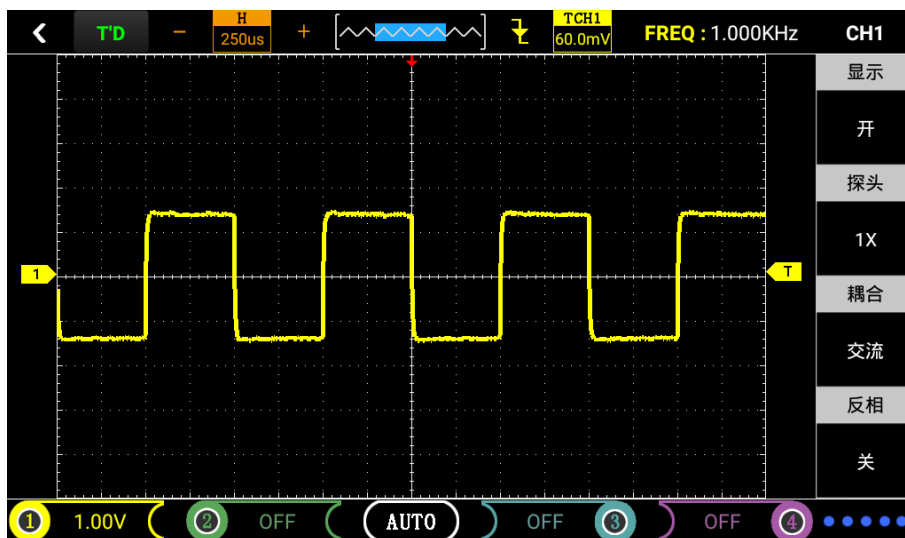 T'D
H
250us
TCH1
60.0mV
FREQ : 1.000KHz
CH1
显示
开
探头
1X
耦合
交流
反相
关
1
T
1 1.00V
2 OFF
AUTO
OFF 3
OFF 4